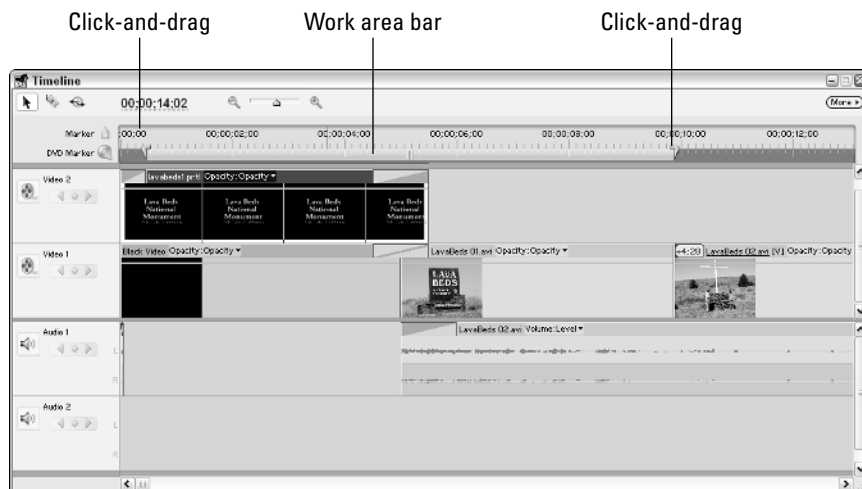 Click-and-drag Work area bar Click-and-drag
Timeline
00;00;14;02
More
Marker :00;00 00;00;02;00 00;00;04;00 00;00;06;00 00;00;08;00 00;00;10;00 00;00;12;00
DVD Marker
Video 2
lavabeds1.prtl Opacity:Opacity
Lava Beds National Monument
Lava Beds National Monument
Lava Beds National Monument
Lava Beds National Monument
Video 1
Black Video Opacity:Opacity
LavaBeds 01.avi Opacity:Opacity
+4;28 LavaBeds 02.avi [V] Opacity:Opacity
LAVA BEDS
Audio 1
LavaBeds 02.avi Volume:Level
L
R
Audio 2
L
R